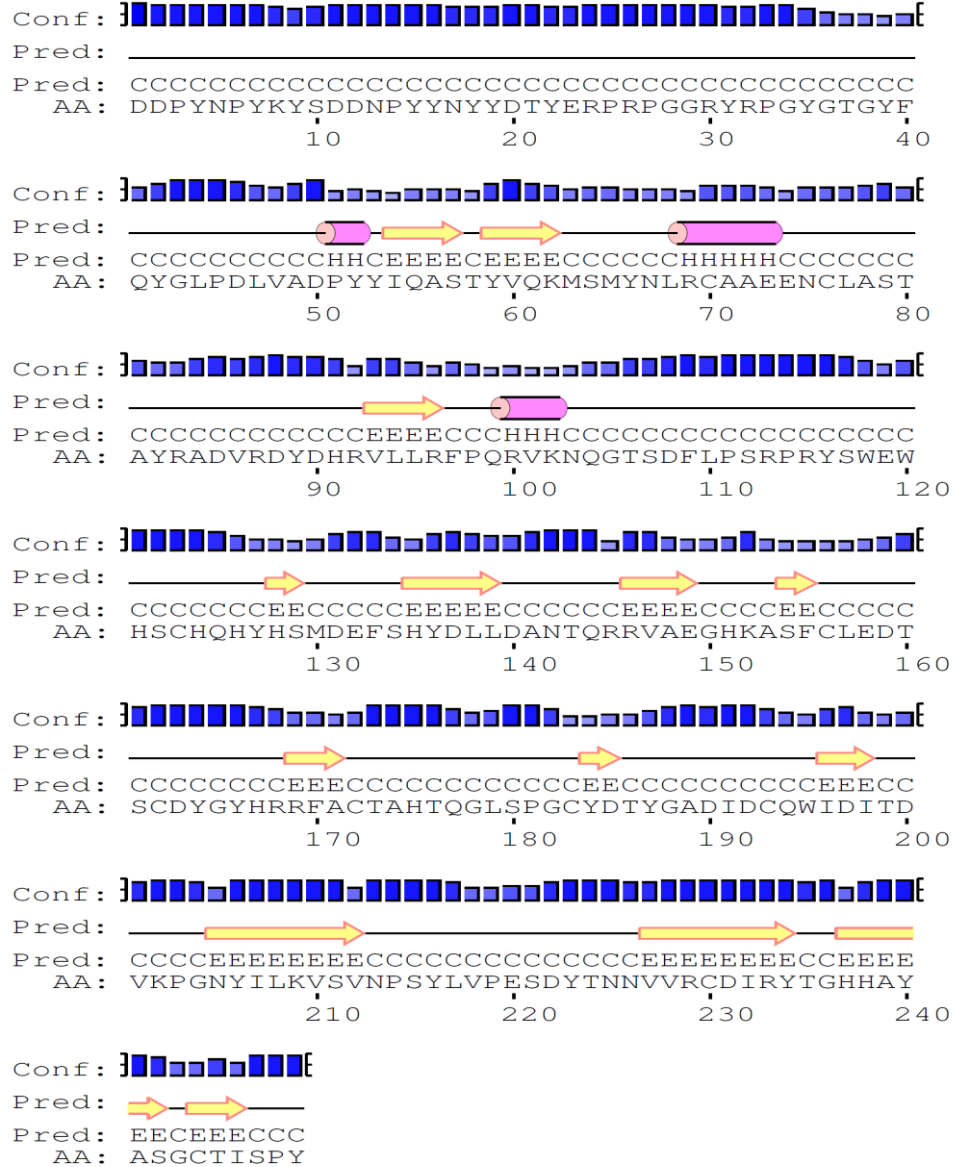 Conf:
Pred:
Pred: CCCCCCCCCCCCCCCCCCCCCCCCCCCCCCCCCCCCCCCC
AA: DDPYNPYKYSDDNPYYNYYDTYERPRPGGRYRPGYGTGYF
10 20 30 40
Conf:
Pred:
Pred: CCCCCCCCCCHHCEEEECEEEECCCCCCHHHHHCCCCCCC
AA: QYGLPDLVADPYYIQASTYVQKMSMYNLRCAAEENCLAST
50 60 70 80
Conf:
Pred:
Pred: CCCCCCCCCCCCEEEECCCHHHCCCCCCCCCCCCCCCCCC
AA: AYRADVRDYDHRVLLRFPQRVKNQGTSDFLPSRPRYSWEW
90 100 110 120
Conf:
Pred:
Pred: CCCCCCCEECCCCCEEEEECCCCCCEEEECCCCEECCCCC
AA: HSCHQHYHSMDEFSHYDLLDANTQRRVAEGHKASFCLEDT
130 140 150 160
Conf:
Pred:
Pred: CCCCCCCCEEECCCCCCCCCCCCEECCCCCCCCCCEEECC
AA: SCDYGYHRRFACTAHTQGLSPGCYDTYGADIDCQWIDITD
170 180 190 200
Conf:
Pred:
Pred: CCCCEEEEEEEECCCCCCCCCCCCCCEEEEEEEECCEEEE
AA: VKPGNYILKVSVNPSYLVPESDYTNNVVRCDIRYTGHHAY
210 220 230 240
Conf:
Pred:
Pred: EECEEECCC
AA: ASGCTISPY